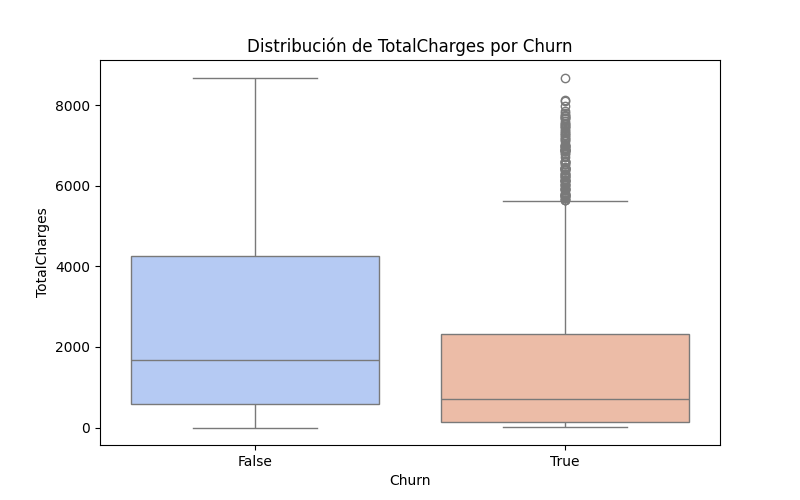 Distribución de TotalCharges por Churn
TotalCharges
8000
6000
4000
2000
0
False
True
Churn